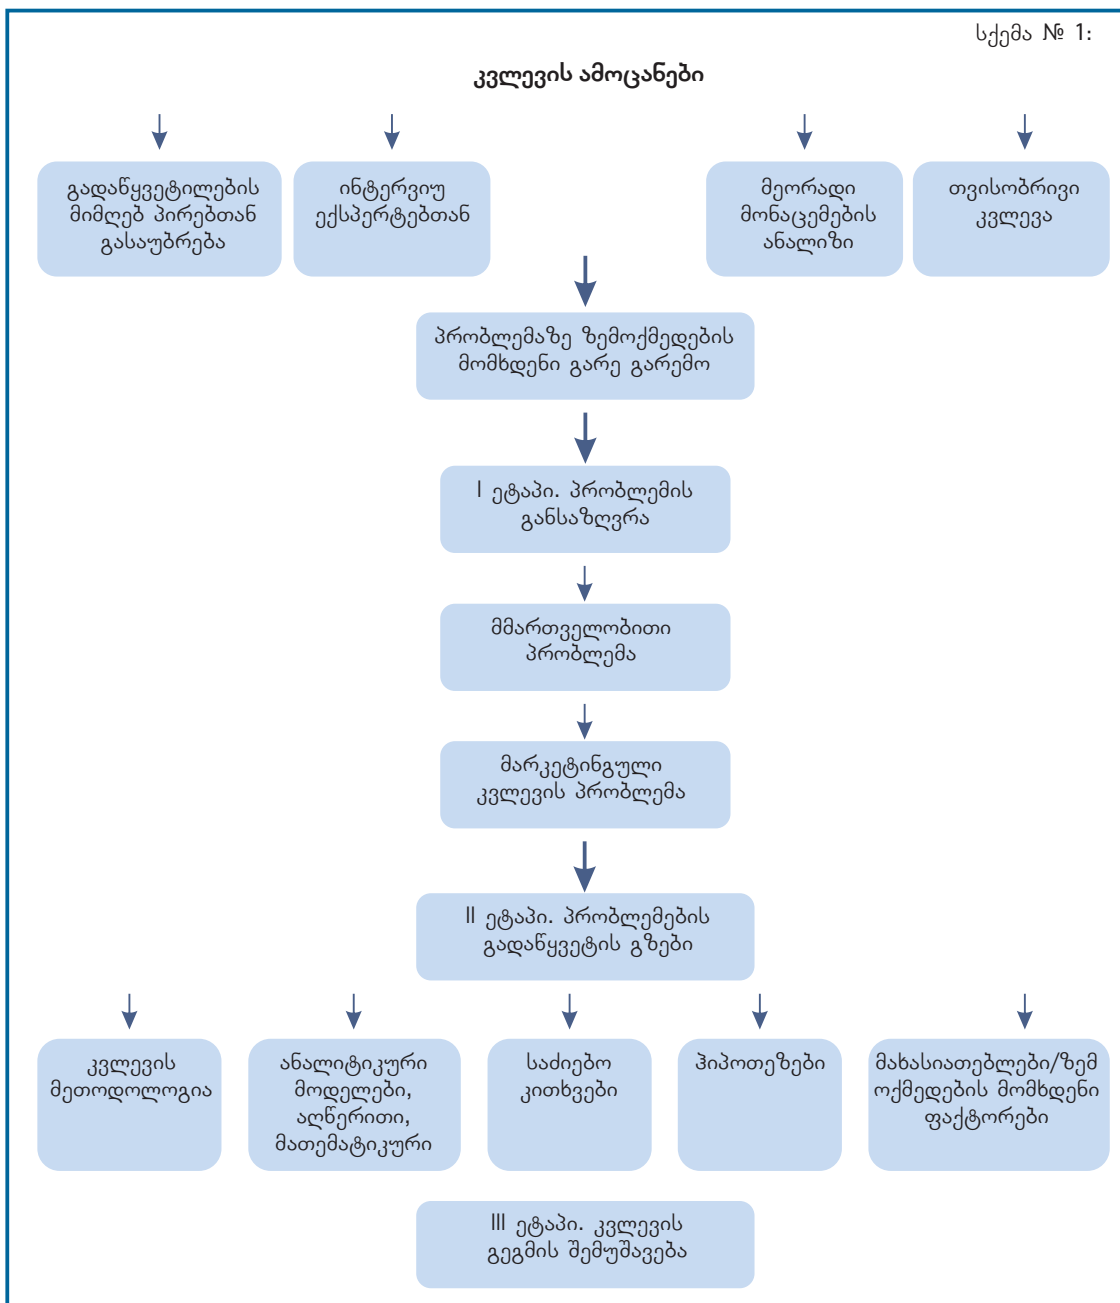 სქემა № 1:
კვლევის ამოცანები
გადაწყვეტილების
მიმღებ პირებთან
გასაუბრება
ინტერვიუ
ექსპერტებთან
მეორადი
მონაცემების
ანალიზი
თვისობრივი
კვლევა
პრობლემაზე ზემოქმედების
მომხდენი გარე გარემო
I ეტაპი. პრობლემის
განსაზღვრა
მმართველობითი
პრობლემა
მარკეტინგული
კვლევის პრობლემა
II ეტაპი. პრობლემების
გადაწყვეტის გზები
კვლევის
მეთოდოლოგია
ანალიტიკური
მოდელები,
აღწერითი,
მათემატიკური
საძიებო
კითხვები
ჰიპოთეზები
მახასიათებლები/ზემ
ოქმედების მომხდენი
ფაქტორები
III ეტაპი. კვლევის
გეგმის შემუშავება